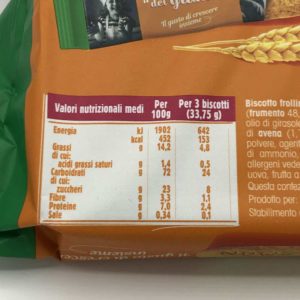 del grano
Il gusto di crescere
insieme
Valori nutrizionali medi Per 100g Per 3 biscotti (33,75 g)
Energia kJ 1902 642
kcal 452 153
Grassi 14,2 4,8
di cui:
acidi grassi saturi 1,4 0,5
Carboidrati 72 24
di cui:
zuccheri 23 8
Fibre 3,3 1,1
Proteine 7,0 2,4
Sale 0,34 0,1
Biscotto frolli
(frumento 48,
olio di girasole
di avena (1,
polvere, agent
di ammonio,
allergeni vede
uova, frutta a
Questa confez
Prodotto per
Stabilimento